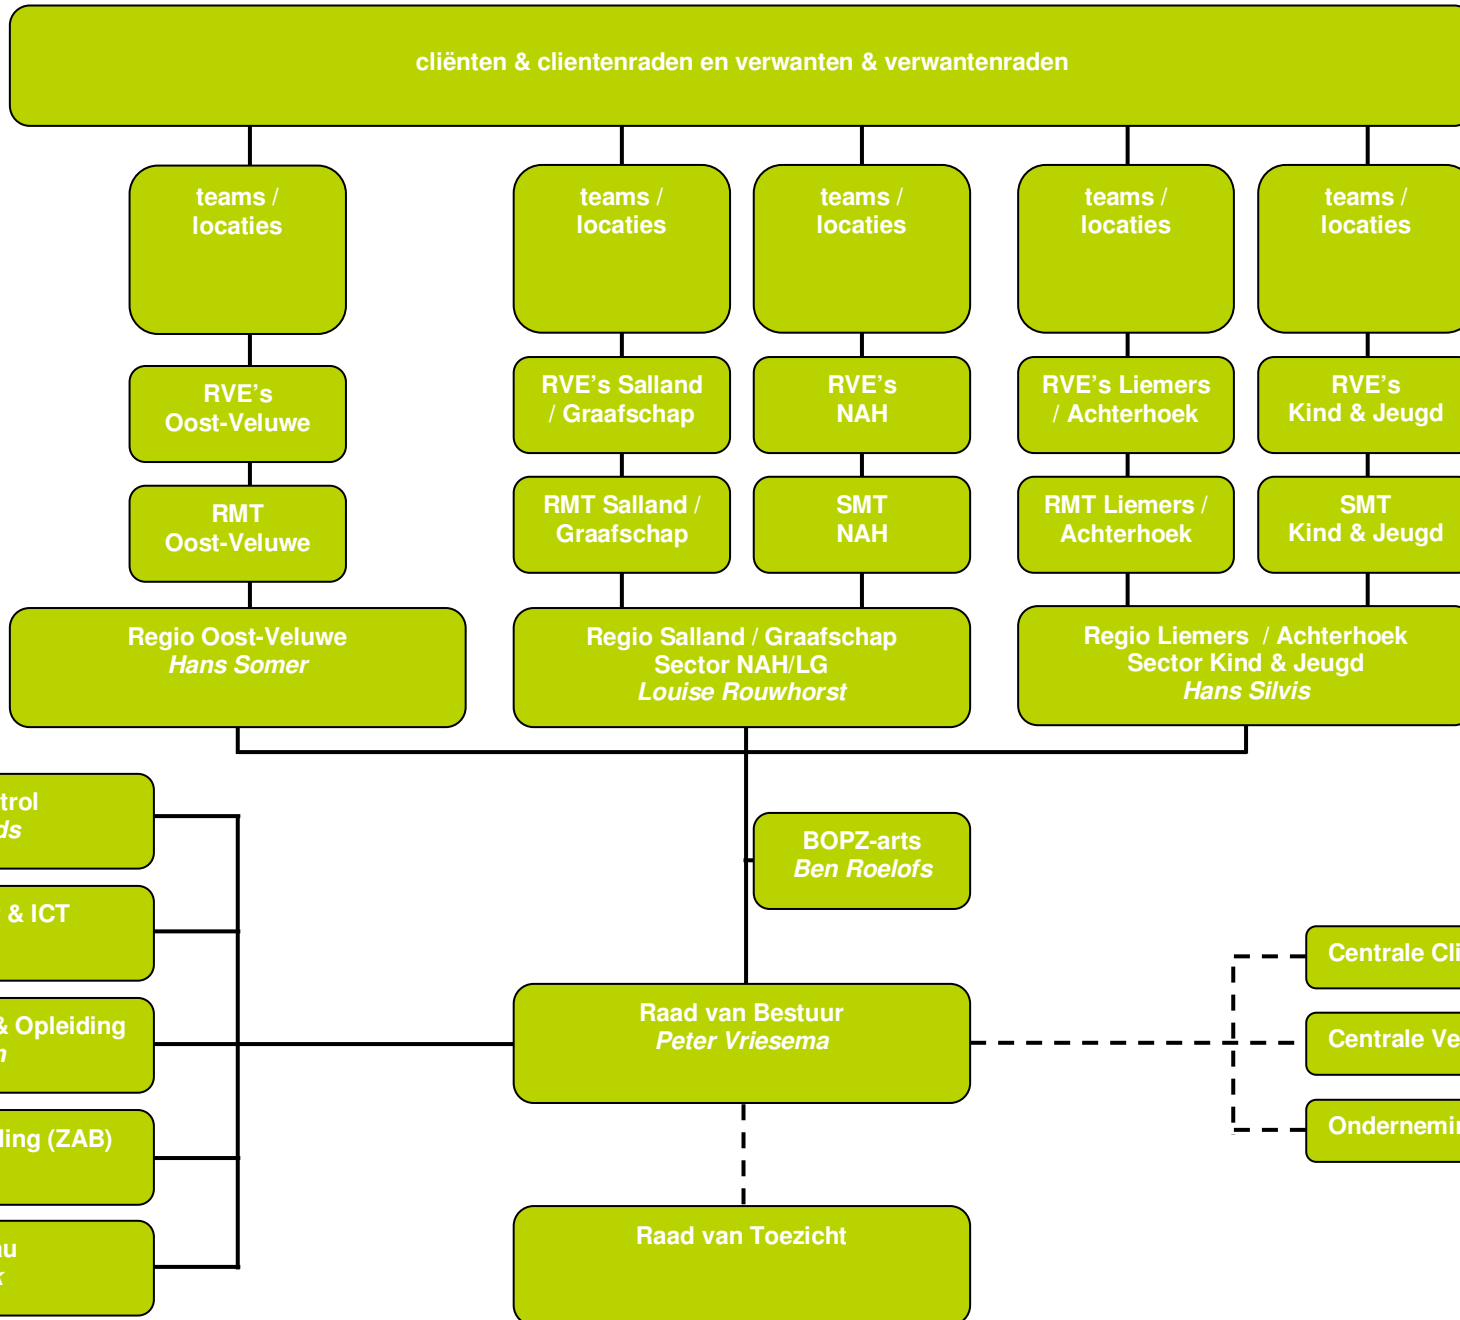 cliënten & clientenraden en verwanten & verwantenraden
teams /
locaties
teams /
locaties
teams /
locaties
teams /
locaties
teams /
locaties
RVE's
Oost-Veluwe
RVE's Salland
/ Graafschap
RVE's
NAH
RVE's Liemers
/ Achterhoek
RVE's
Kind & Jeugd
RMT
Oost-Veluwe
RMT Salland /
Graafschap
SMT
NAH
RMT Liemers /
Achterhoek
SMT
Kind & Jeugd
Regio Oost-Veluwe
Hans Somer
Regio Salland / Graafschap
Sector NAH/LG
Louise Rouwhorst
Regio Liemers / Achterhoek
Sector Kind & Jeugd
Hans Silvis
BOPZ-arts
Ben Roelofs
& ICT
& Opleiding
(ZAB)
Raad van Bestuur
Peter Vriesema
Centrale
Centrale
Raad van Toezicht